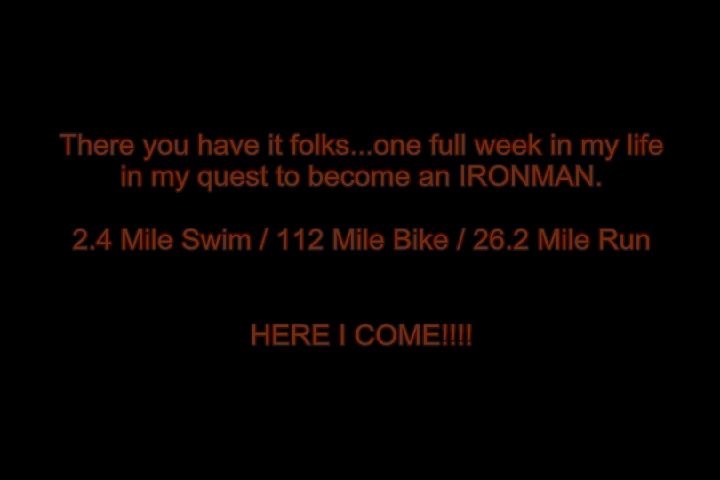 There you have it folks...one full week in my life
in my quest to become an IRONMAN.
2.4 Mile Swim / 112 Mile Bike / 26.2 Mile Run
HERE I COME!!!!